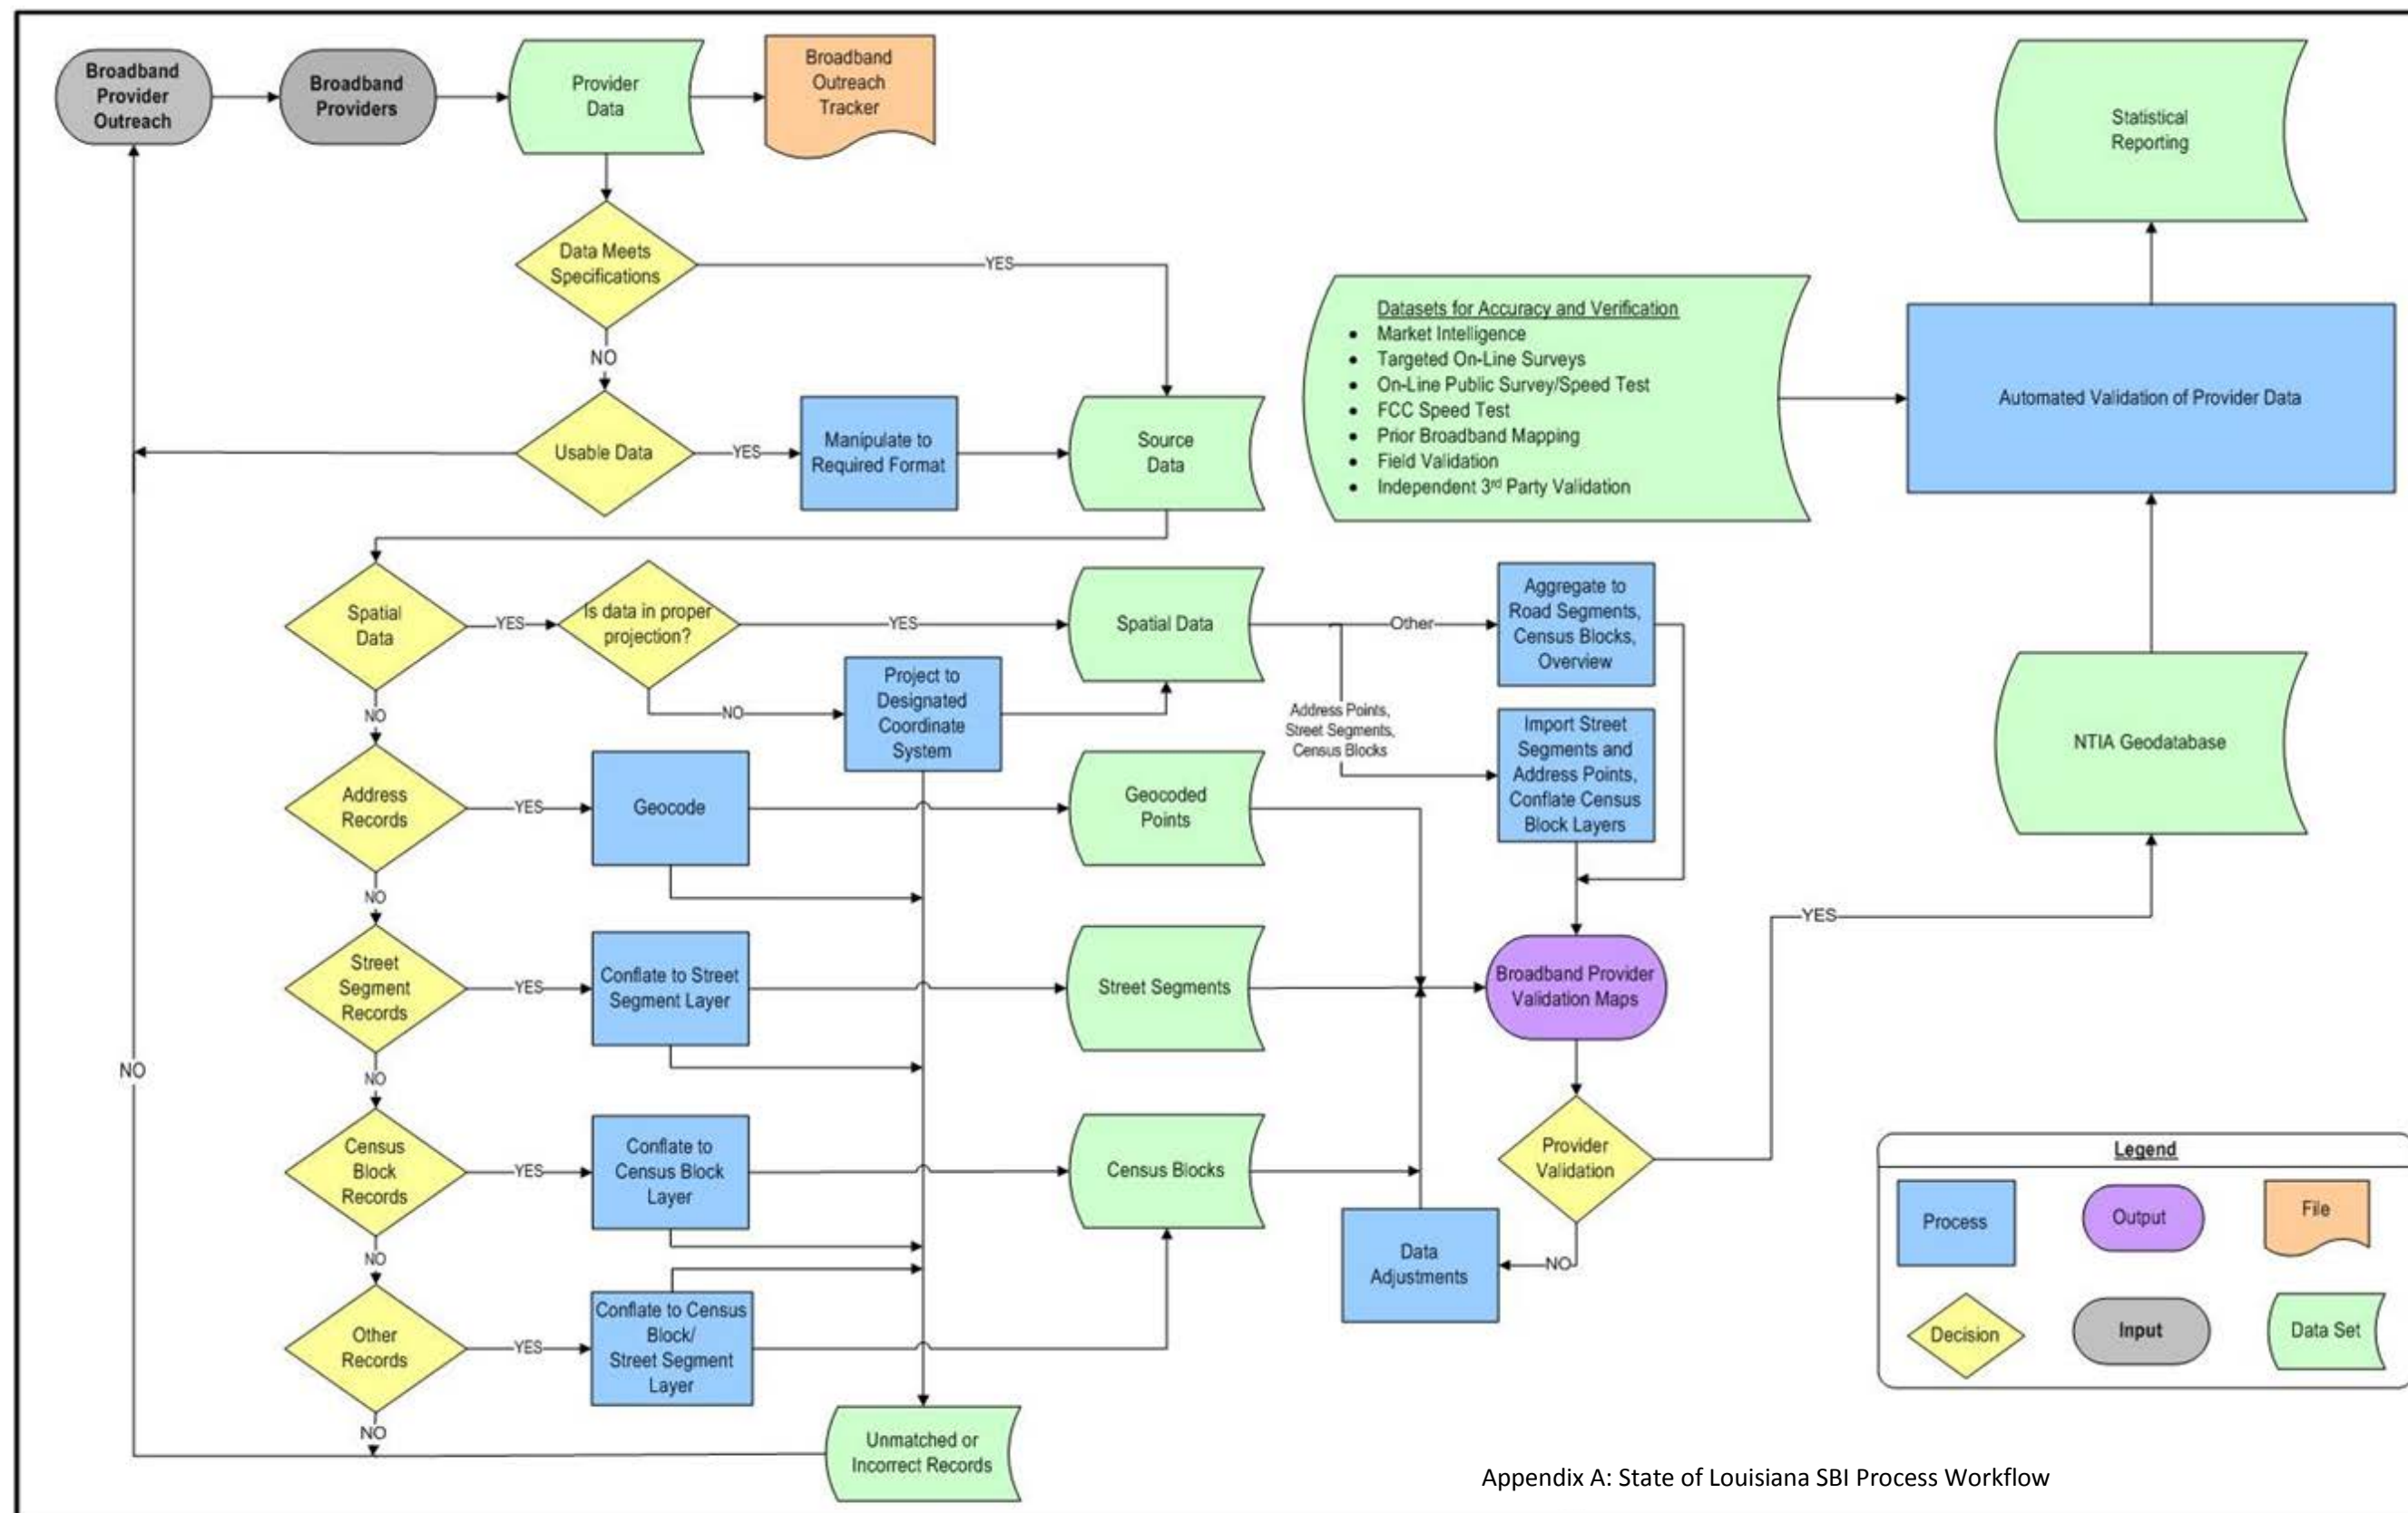 Broadband
Provider
Outreach
Broadband
Providers
Provider
Data
Broadband
Outreach
Tracker
Statistical
Reporting
Data Meets
Specifications
YES
NO
Datasets for Accuracy and Verification
• Market Intelligence
• Targeted On-Line Surveys
• On-Line Public Survey/Speed Test
• FCC Speed Test
• Prior Broadband Mapping
• Field Validation
• Independent 3rd Party Validation
Automated Validation of Provider Data
Usable Data
YES
Manipulate to
Required Format
Source
Data
Spatial
Data
YES
Is data in proper
projection?
YES
Spatial Data
Other
Aggregate to
Road Segments,
Census Blocks,
Overview
NO
NO
Project to
Designated
Coordinate
System
Address Points,
Street Segments,
Census Blocks
Import Street
Segments and
Address Points,
Conflate Census
Block Layers
NTIA Geodatabase
Address
Records
YES
Geocode
Geocoded
Points
NO
YES
Street
Segment
Records
YES
Conflate to Street
Segment Layer
Street Segments
Broadband Provider
Validation Maps
NO
NO
Census
Block
Records
YES
Conflate to
Census Block
Layer
Census Blocks
Provider
Validation
NO
Data
Adjustments
NO
Other
Records
YES
Conflate to Census
Block/
Street Segment
Layer
NO
Unmatched or
Incorrect Records
Legend
Process
Output
File
Decision
Input
Data Set
Appendix A: State of Louisiana SBI Process Workflow